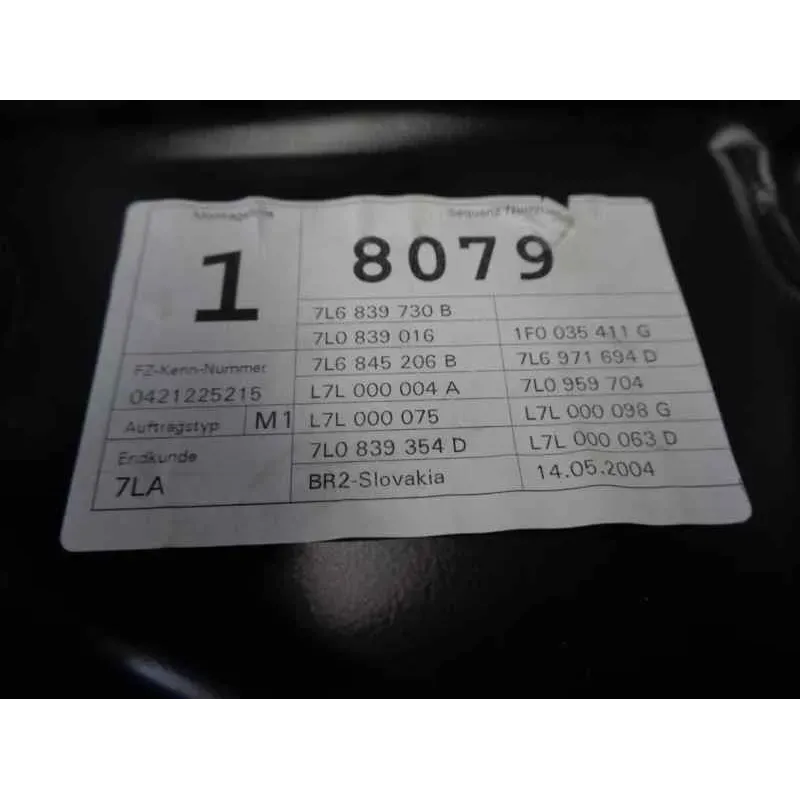 Sequenz Nummer
1
8079
7L6 839 730 B
7L0 839 016 1F0 035 411 G
FZ-Kenn-Nummer 7L6 845 206 B 7L6 971 694 D
0421225215 L7L 000 004 A 7L0 959 704
Auftragstyp M1 L7L 000 075 L7L 000 098 G
Endkunde 7L0 839 354 D L7L 000 063 D
7LA BR2-Slovakia 14.05.2004